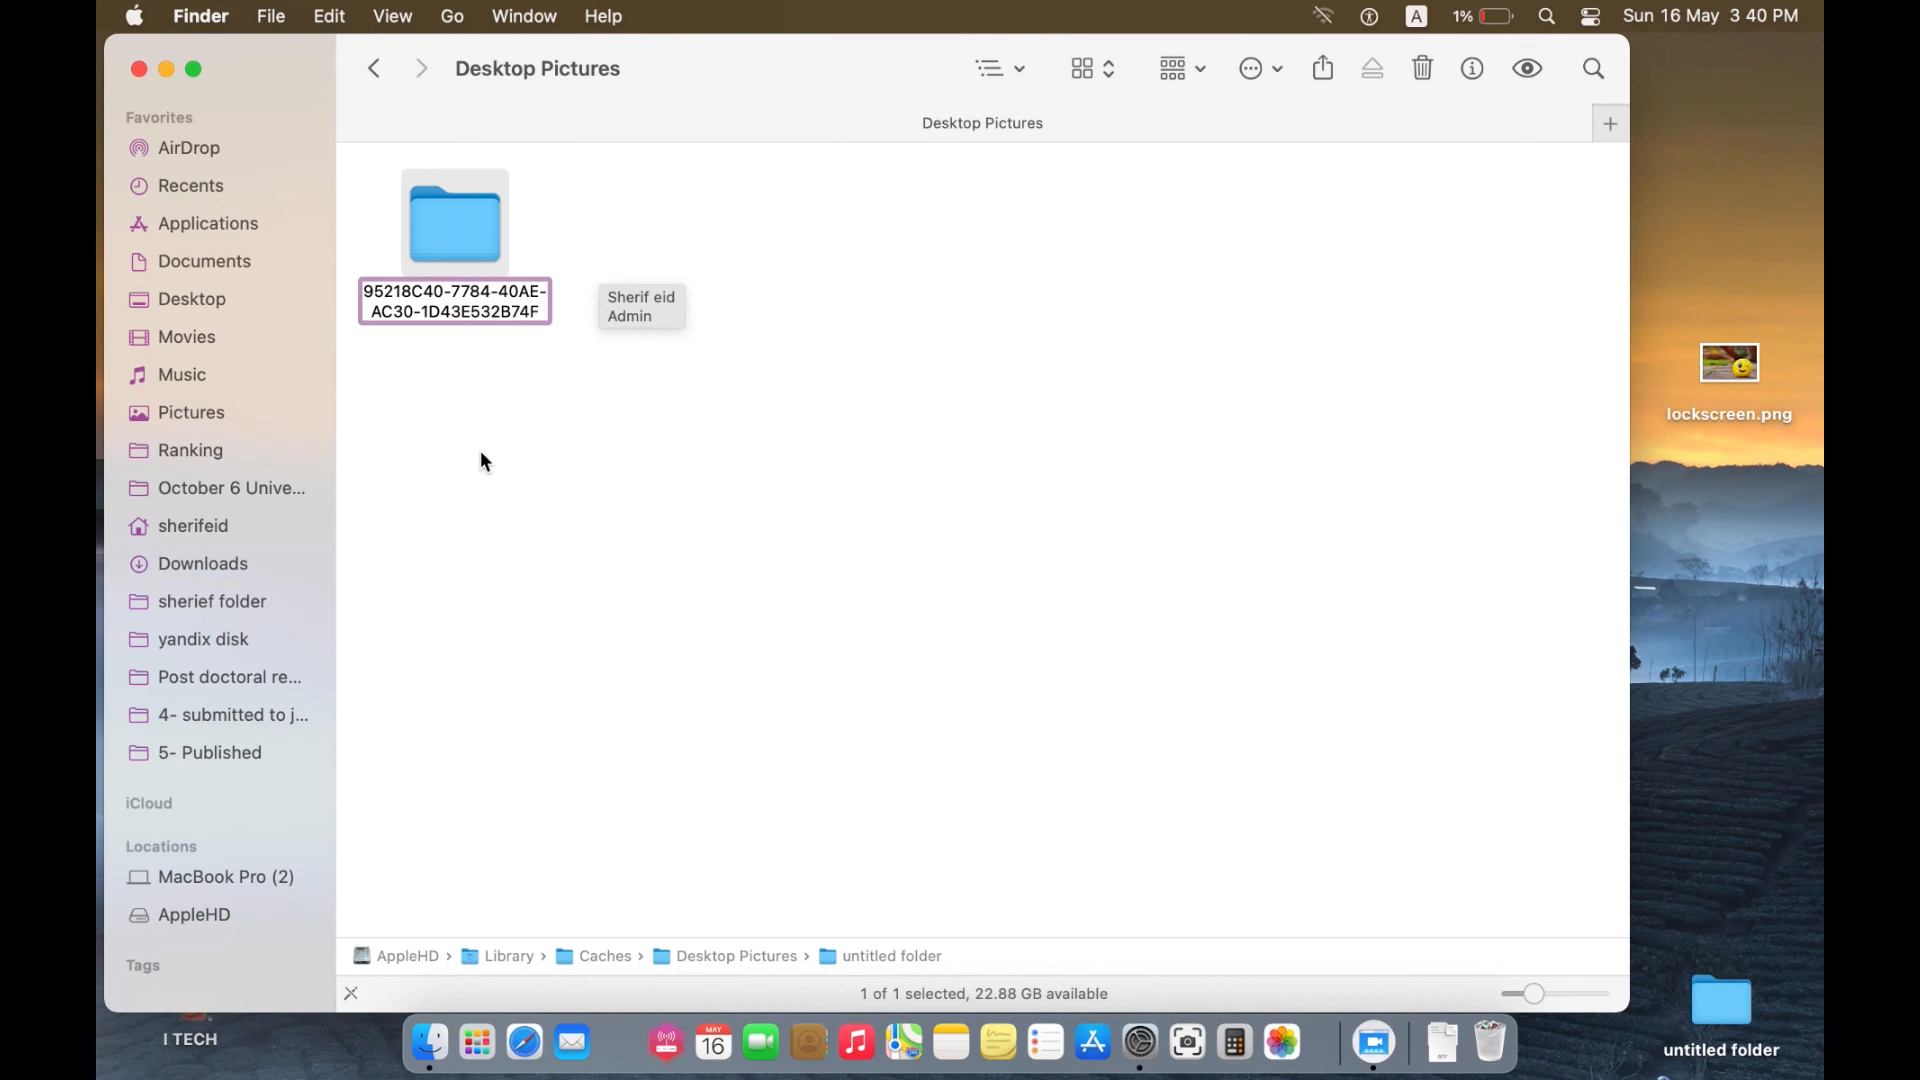 Finder File Edit View Go Window Help A 1% Sun 16 May 3 40 PM
Desktop Pictures
Desktop Pictures
Favorites
AirDrop
Recents
Applications
Documents
Desktop
Movies
Music
Pictures
Ranking
October 6 Unive...
sherifeid
Downloads
sherief folder
yandix disk
Post doctoral re...
4- submitted to j...
5- Published
iCloud
Locations
MacBook Pro (2)
AppleHD
Tags
95218C40-7784-40AE-
AC30-1D43E532B74F
Sherif eid
Admin
lockscreen.png
AppleHD › Library › Caches › Desktop Pictures › untitled folder
1 of 1 selected, 22.88 GB available
I TECH
MAY
16
untitled folder